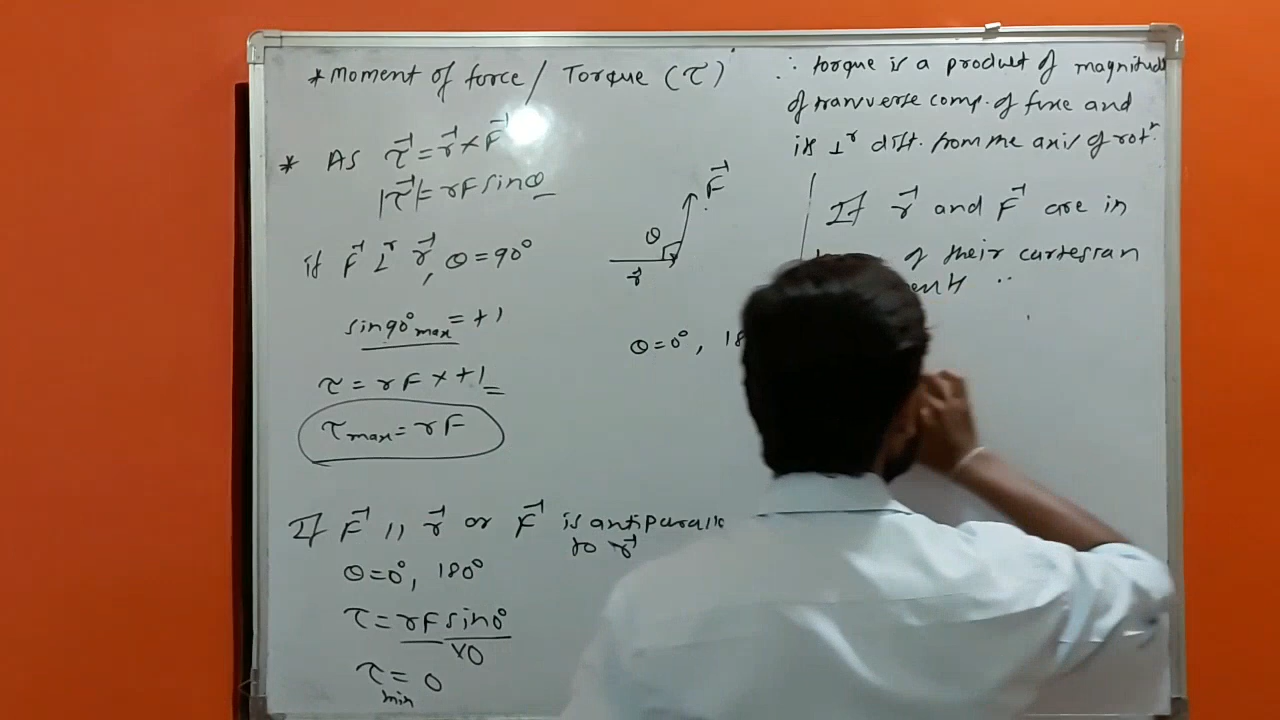 * Moment of force / Torque (τ)
* As τ⃗ = r⃗ × F⃗
|τ⃗| = rF sinθ
if F⃗ ⊥ʳ r⃗, θ = 90°
sin90° max = +1
τ = rF × +1
τmax = rF
If F⃗ || r⃗ or F⃗ is antiparalle
to r⃗
θ = 0°, 180°
τ = rF sin0°
×0
τmin = 0
F⃗
θ
r⃗
θ = 0°, 18
∴ torque is a product of magnitude
of tranverse comp. of force and
its ⊥ʳ dist. from the axis of rotⁿ.
If r⃗ and F⃗ are in
of their cartesian